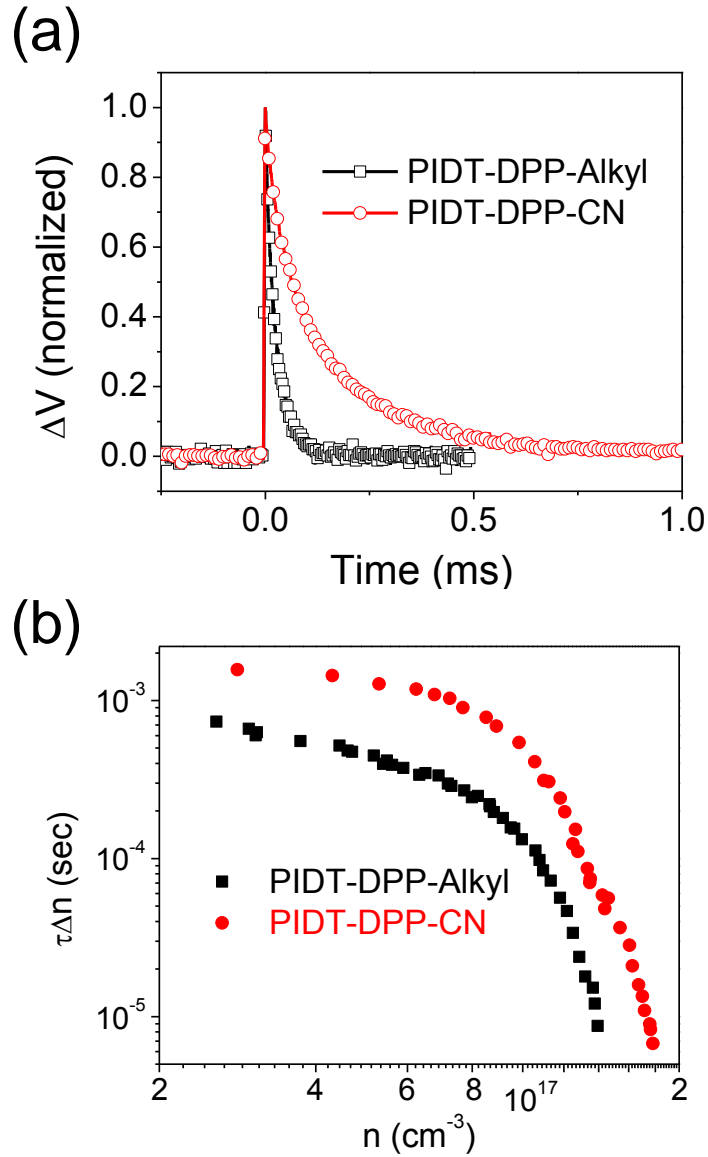 (a)
ΔV (normalized)
1.0
0.8
0.6
0.4
0.2
0.0
PIDT-DPP-Alkyl
PIDT-DPP-CN
0.0 0.5 1.0
Time (ms)
(b)
τΔn (sec)
10⁻³
10⁻⁴
10⁻⁵
PIDT-DPP-Alkyl
PIDT-DPP-CN
2 4 6 8 10¹⁷ 2
n (cm⁻³)